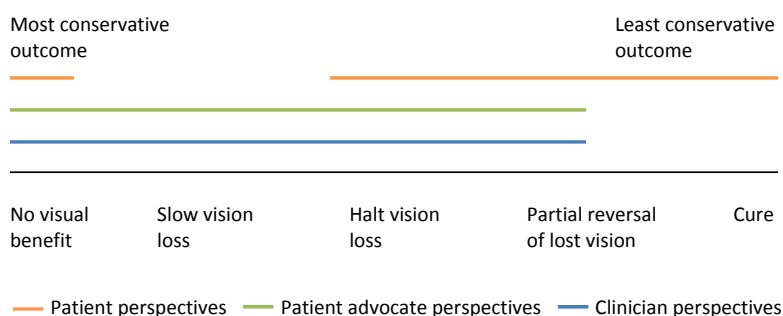 Most conservative
outcome
Least conservative
outcome
No visual
benefit
Slow vision
loss
Halt vision
loss
Partial reversal
of lost vision
Cure
Patient perspectives
Patient advocate perspectives
Clinician perspectives